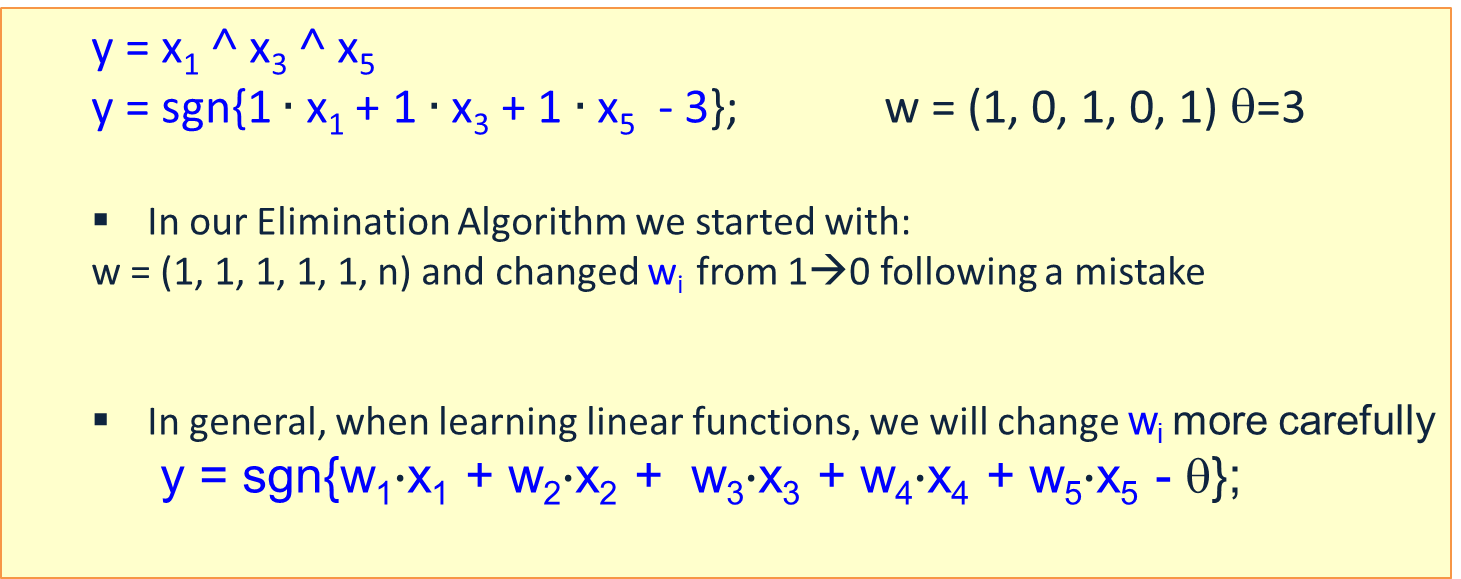 y = x₁ ^ x₃ ^ x₅
y = sgn{1 · x₁ + 1 · x₃ + 1 · x₅ - 3}; w = (1, 0, 1, 0, 1) θ=3
▪ In our Elimination Algorithm we started with:
w = (1, 1, 1, 1, 1, n) and changed wᵢ from 1→0 following a mistake
▪ In general, when learning linear functions, we will change wᵢ more carefully
y = sgn{w₁·x₁ + w₂·x₂ + w₃·x₃ + w₄·x₄ + w₅·x₅ - θ};